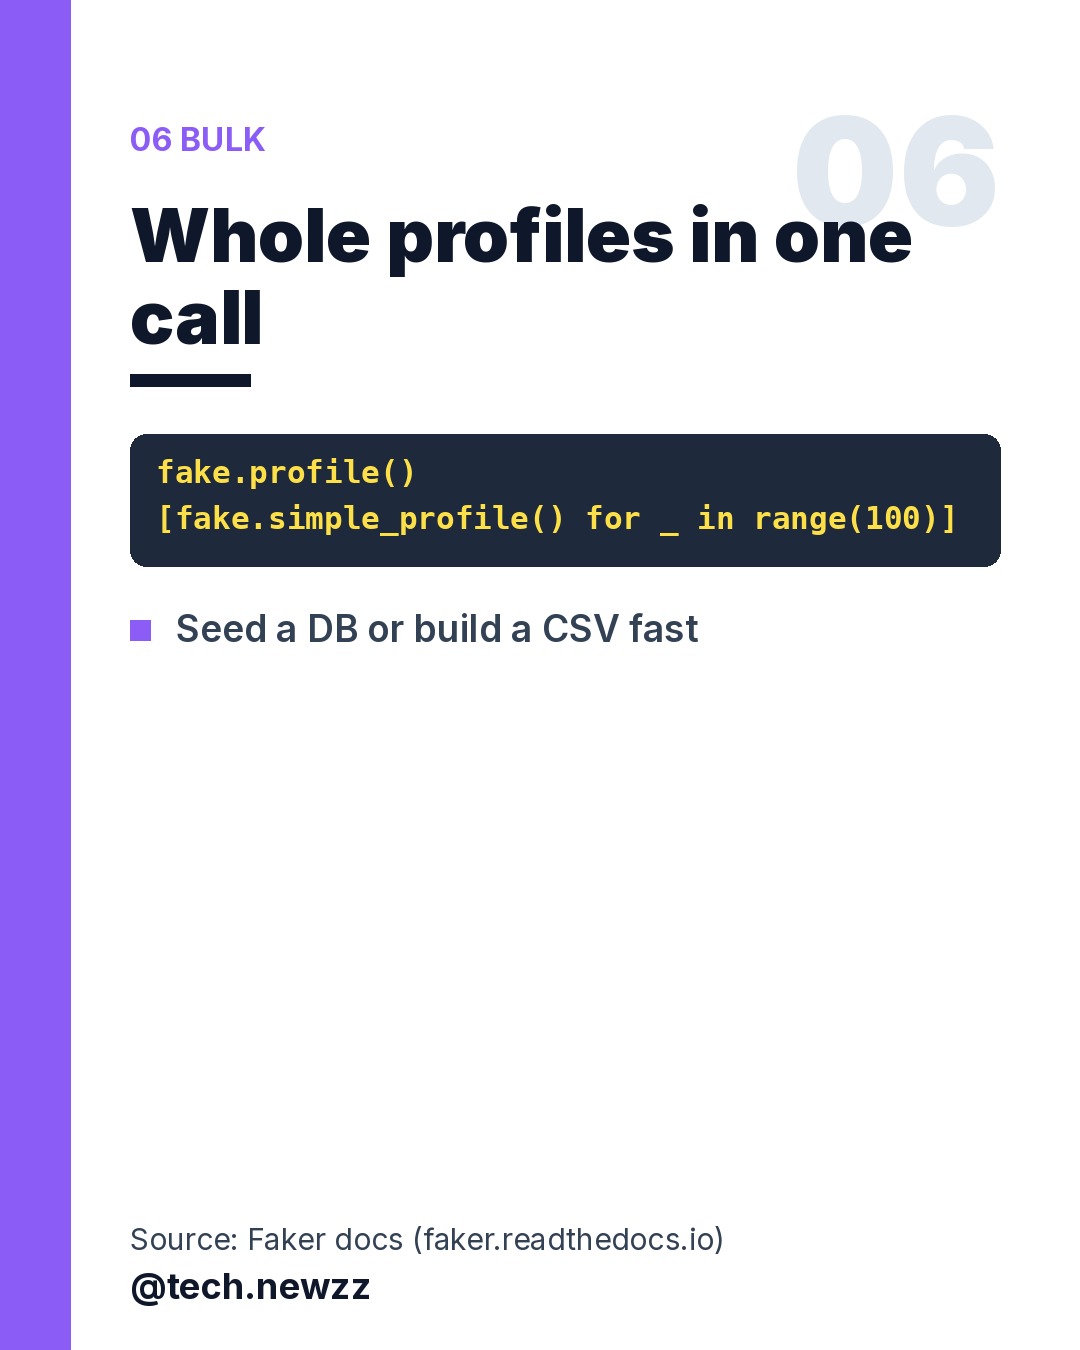 06 BULK
06
Whole profiles in one
call
fake.profile()
[fake.simple_profile() for _ in range(100)]
Seed a DB or build a CSV fast
Source: Faker docs (faker.readthedocs.io)
@tech.newzz